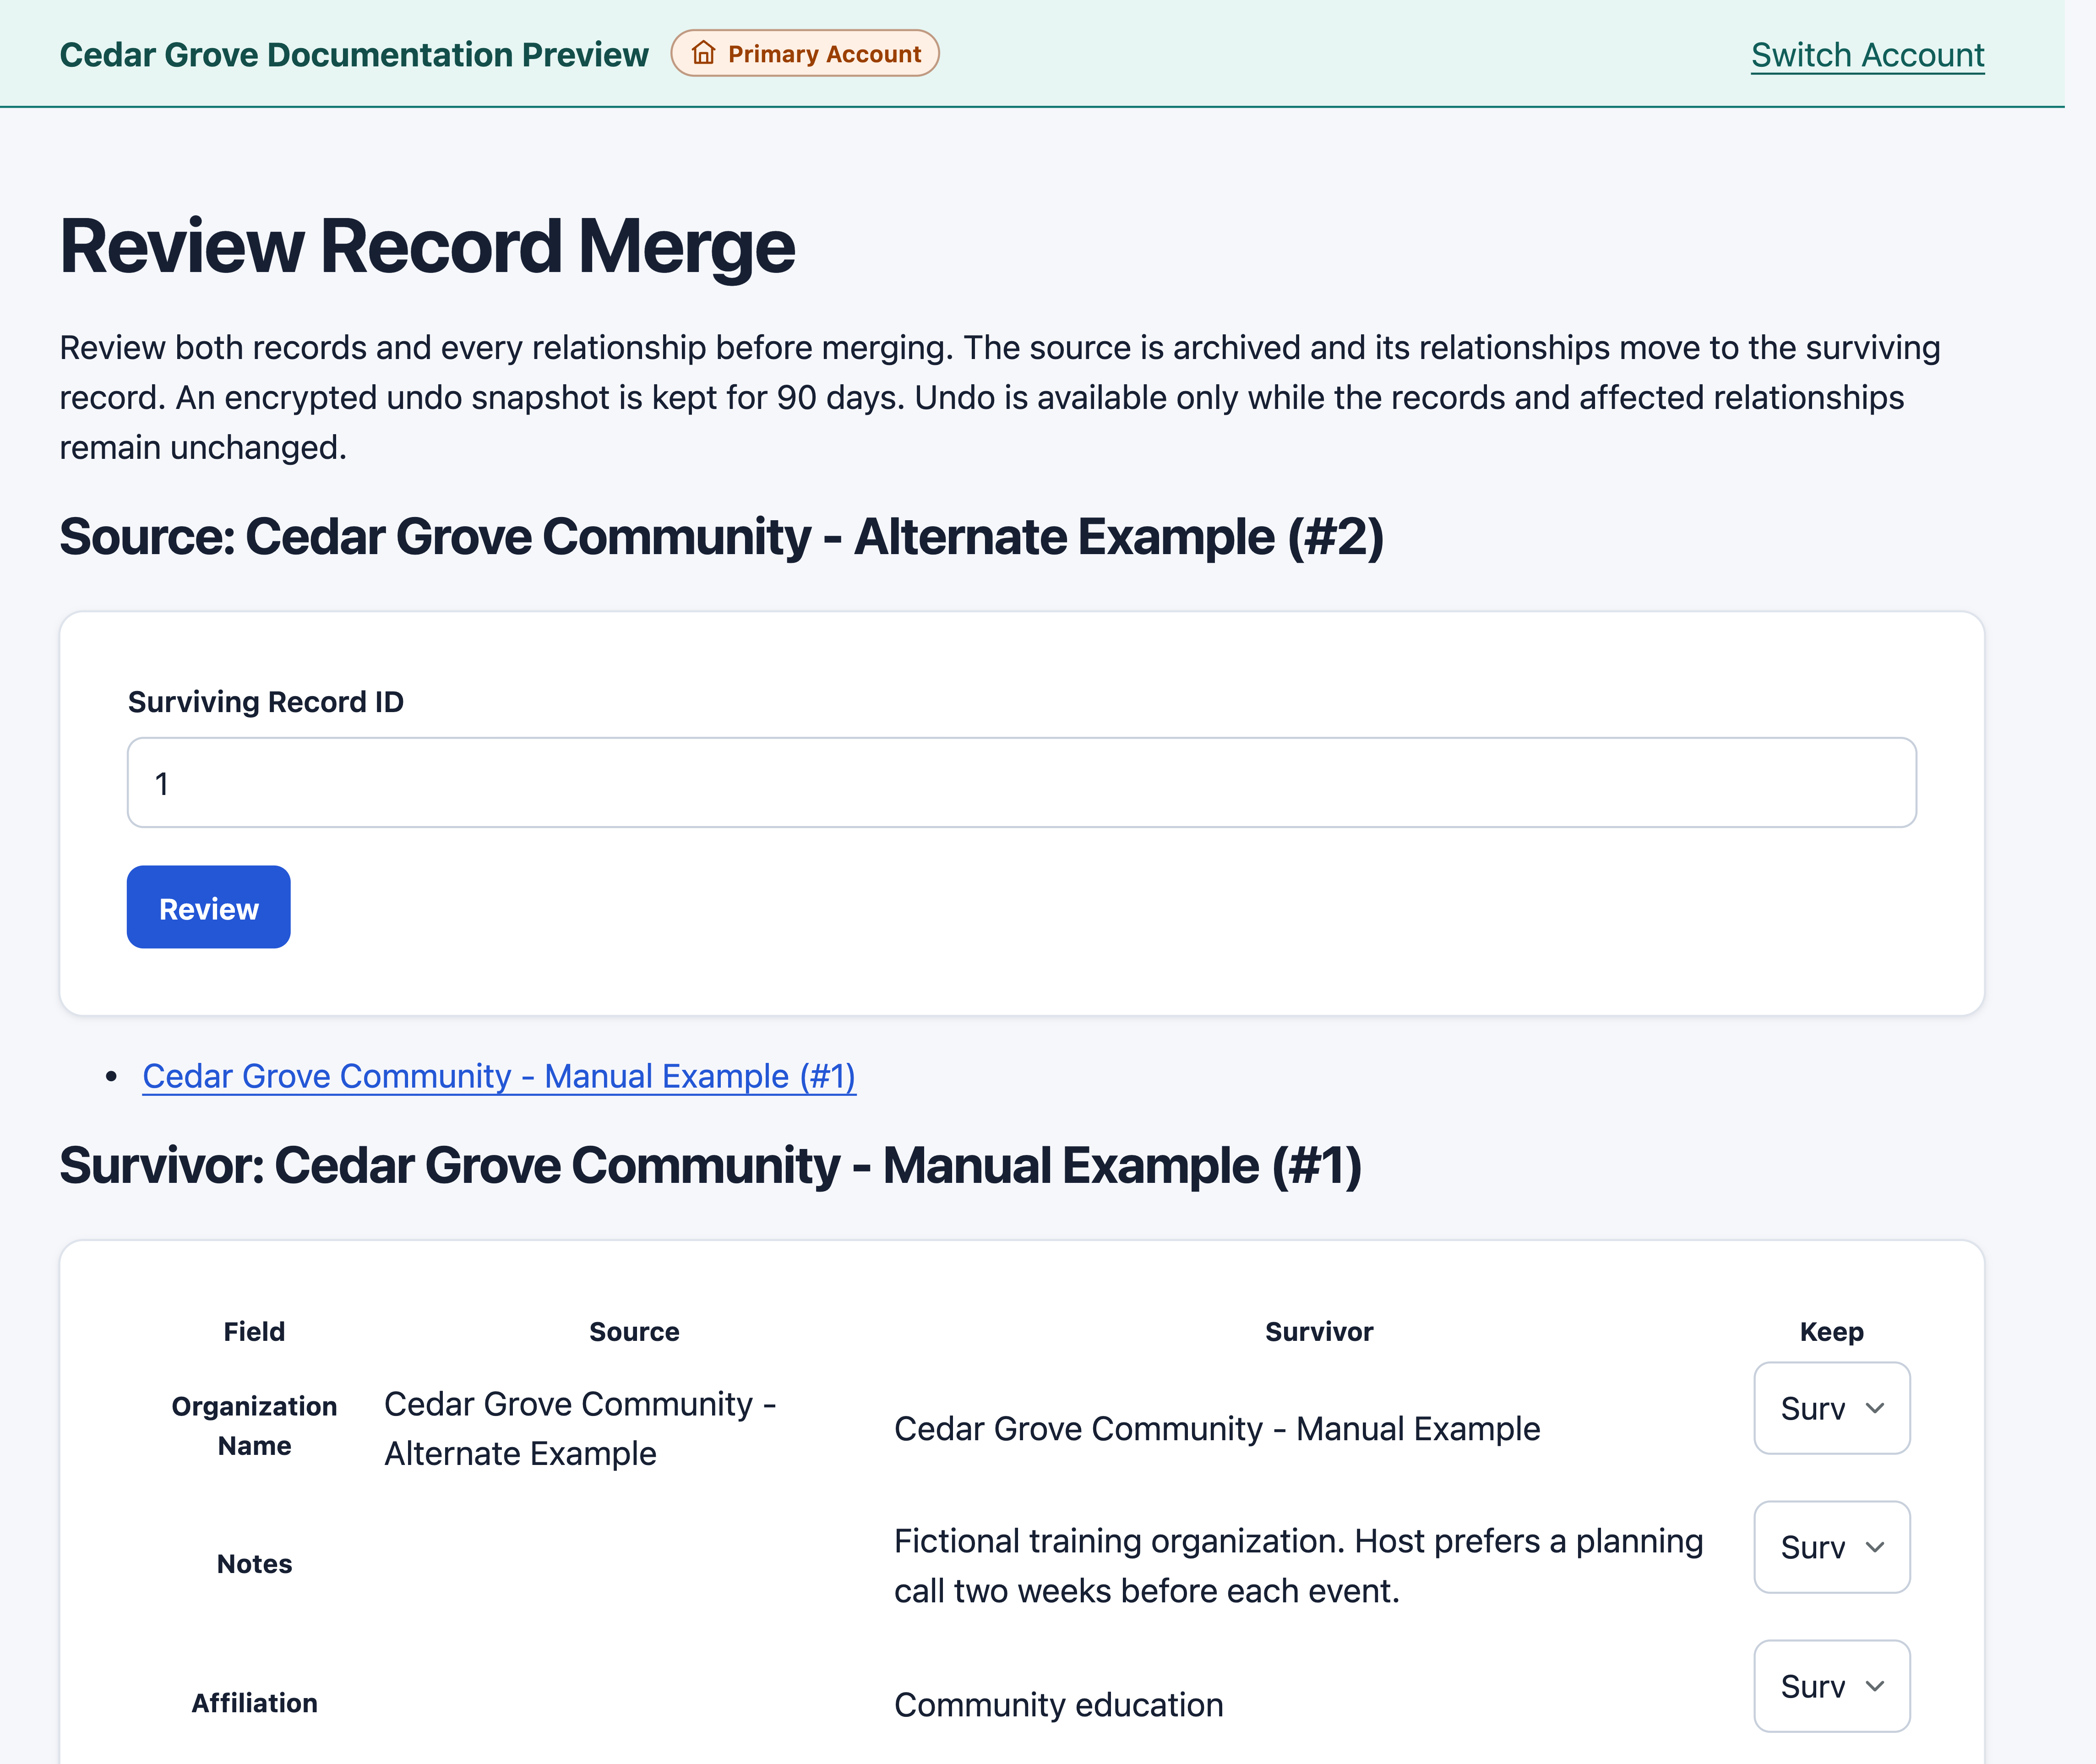 Cedar Grove Documentation Preview
Primary Account
Switch Account
Review Record Merge
Review both records and every relationship before merging. The source is archived and its relationships move to the surviving
record. An encrypted undo snapshot is kept for 90 days. Undo is available only while the records and affected relationships
remain unchanged.
Source: Cedar Grove Community - Alternate Example (#2)
Surviving Record ID
1
Review
Cedar Grove Community - Manual Example (#1)
Survivor: Cedar Grove Community - Manual Example (#1)
Field Source Survivor Keep
Organization
Name
Cedar Grove Community -
Alternate Example
Cedar Grove Community - Manual Example
Surv
Notes
Fictional training organization. Host prefers a planning
call two weeks before each event.
Surv
Affiliation
Community education
Surv